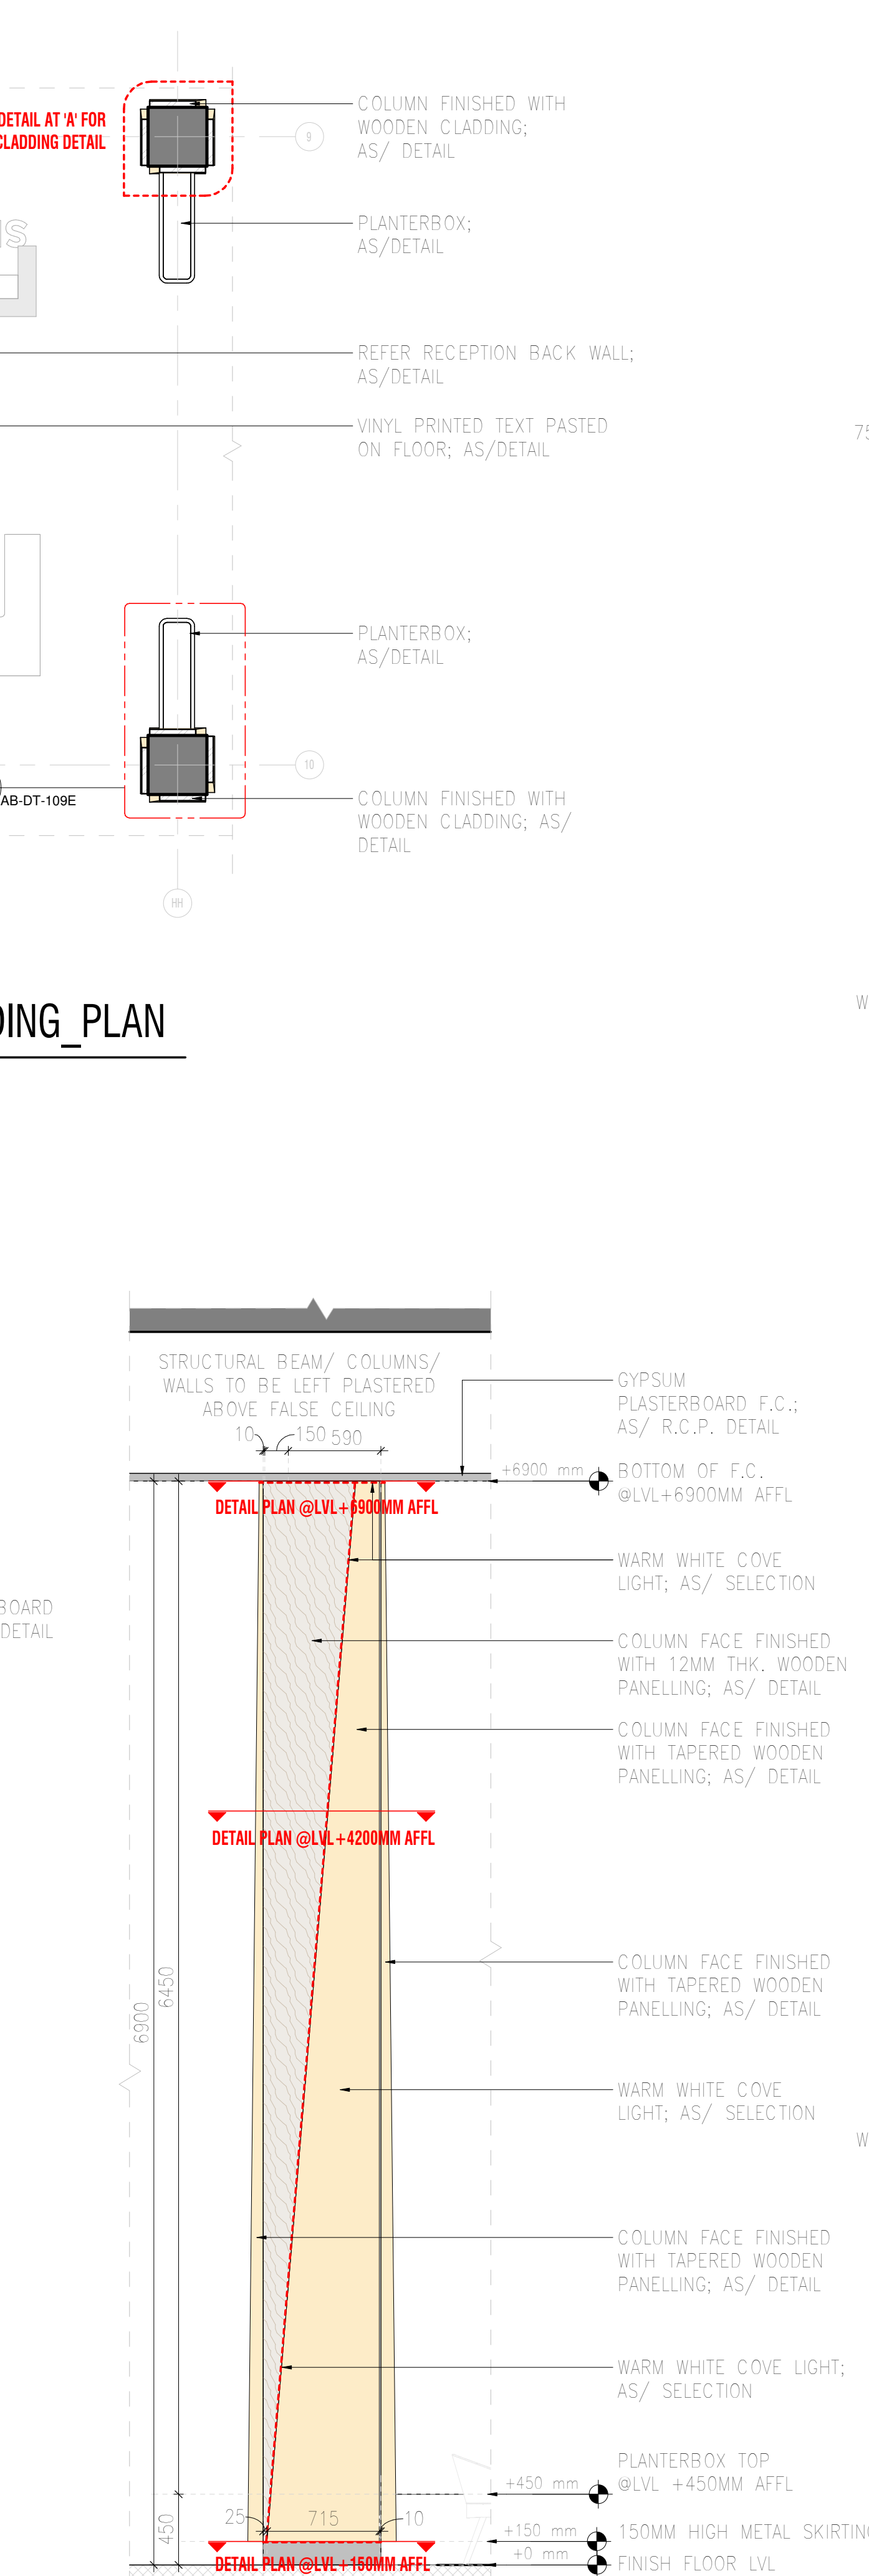 DETAIL AT 'A' FOR
CLADDING DETAIL
COLUMN FINISHED WITH
WOODEN CLADDING;
AS/ DETAIL
9
PLANTERBOX;
AS/DETAIL
REFER RECEPTION BACK WALL;
AS/DETAIL
VINYL PRINTED TEXT PASTED
ON FLOOR; AS/DETAIL
75
PLANTERBOX;
AS/DETAIL
10
AB-DT-109E
COLUMN FINISHED WITH
WOODEN CLADDING; AS/
DETAIL
HH
DING_PLAN
W
STRUCTURAL BEAM/ COLUMNS/
WALLS TO BE LEFT PLASTERED
ABOVE FALSE CEILING
10 150 590
GYPSUM
PLASTERBOARD F.C.;
AS/ R.C.P. DETAIL
+6900 mm
BOTTOM OF F.C.
@LVL+6900MM AFFL
DETAIL PLAN @LVL+6900MM AFFL
WARM WHITE COVE
LIGHT; AS/ SELECTION
BOARD
DETAIL
COLUMN FACE FINISHED
WITH 12MM THK. WOODEN
PANELLING; AS/ DETAIL
COLUMN FACE FINISHED
WITH TAPERED WOODEN
PANELLING; AS/ DETAIL
DETAIL PLAN @LVL+4200MM AFFL
COLUMN FACE FINISHED
WITH TAPERED WOODEN
PANELLING; AS/ DETAIL
6900
6450
WARM WHITE COVE
LIGHT; AS/ SELECTION
W
COLUMN FACE FINISHED
WITH TAPERED WOODEN
PANELLING; AS/ DETAIL
WARM WHITE COVE LIGHT;
AS/ SELECTION
PLANTERBOX TOP
@LVL +450MM AFFL
+450 mm
450
25 715 10
+150 mm
150MM HIGH METAL SKIRTING
+0 mm
FINISH FLOOR LVL
DETAIL PLAN @LVL+150MM AFFL